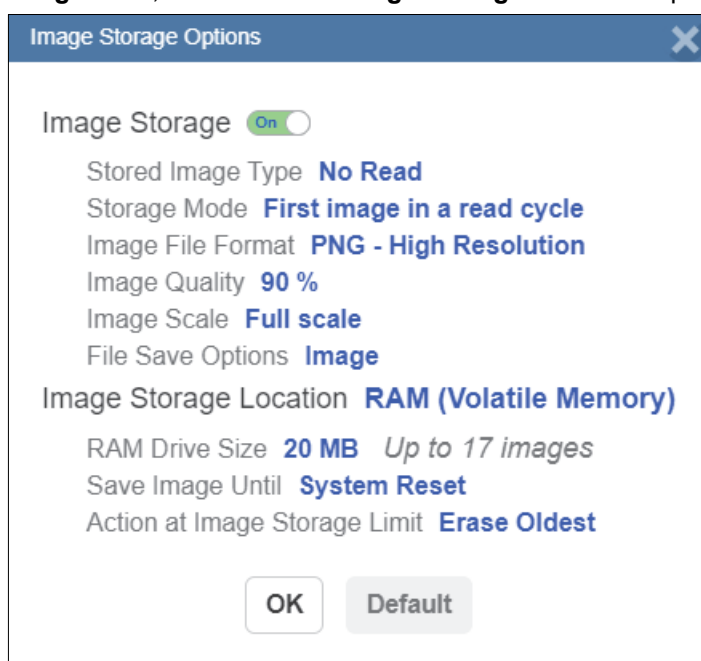 Image Storage Options
Image Storage On
Stored Image Type No Read
Storage Mode First image in a read cycle
Image File Format PNG - High Resolution
Image Quality 90 %
Image Scale Full scale
File Save Options Image
Image Storage Location RAM (Volatile Memory)
RAM Drive Size 20 MB Up to 17 images
Save Image Until System Reset
Action at Image Storage Limit Erase Oldest
OK Default